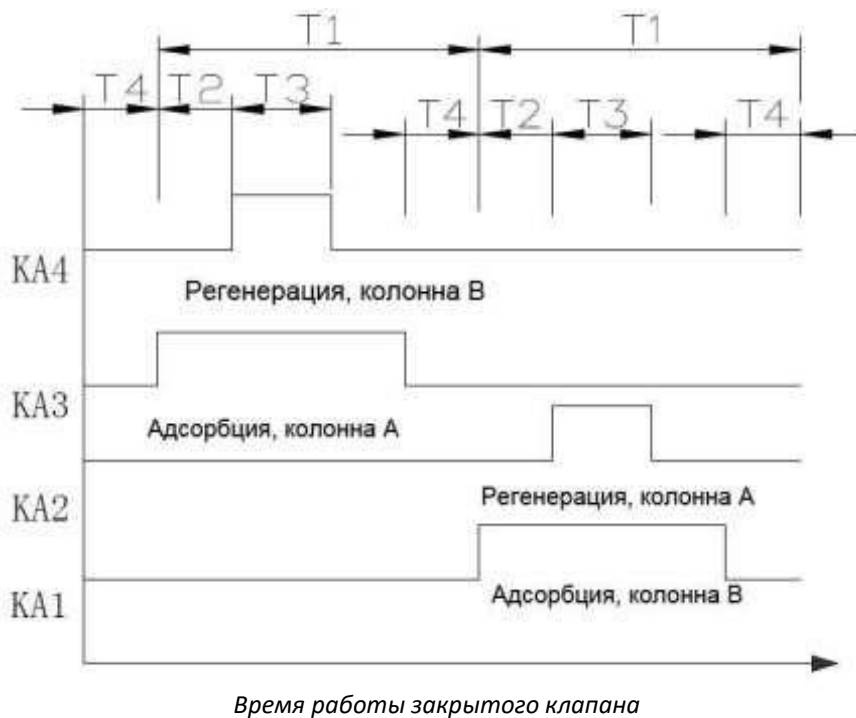 T1 T1
T4 T2 T3
T4 T2 T3 T4
KA4
Регенерация, колонна В
KA3
Адсорбция, колонна А
KA2
Регенерация, колонна А
KA1
Адсорбция, колонна В
Время работы закрытого клапана